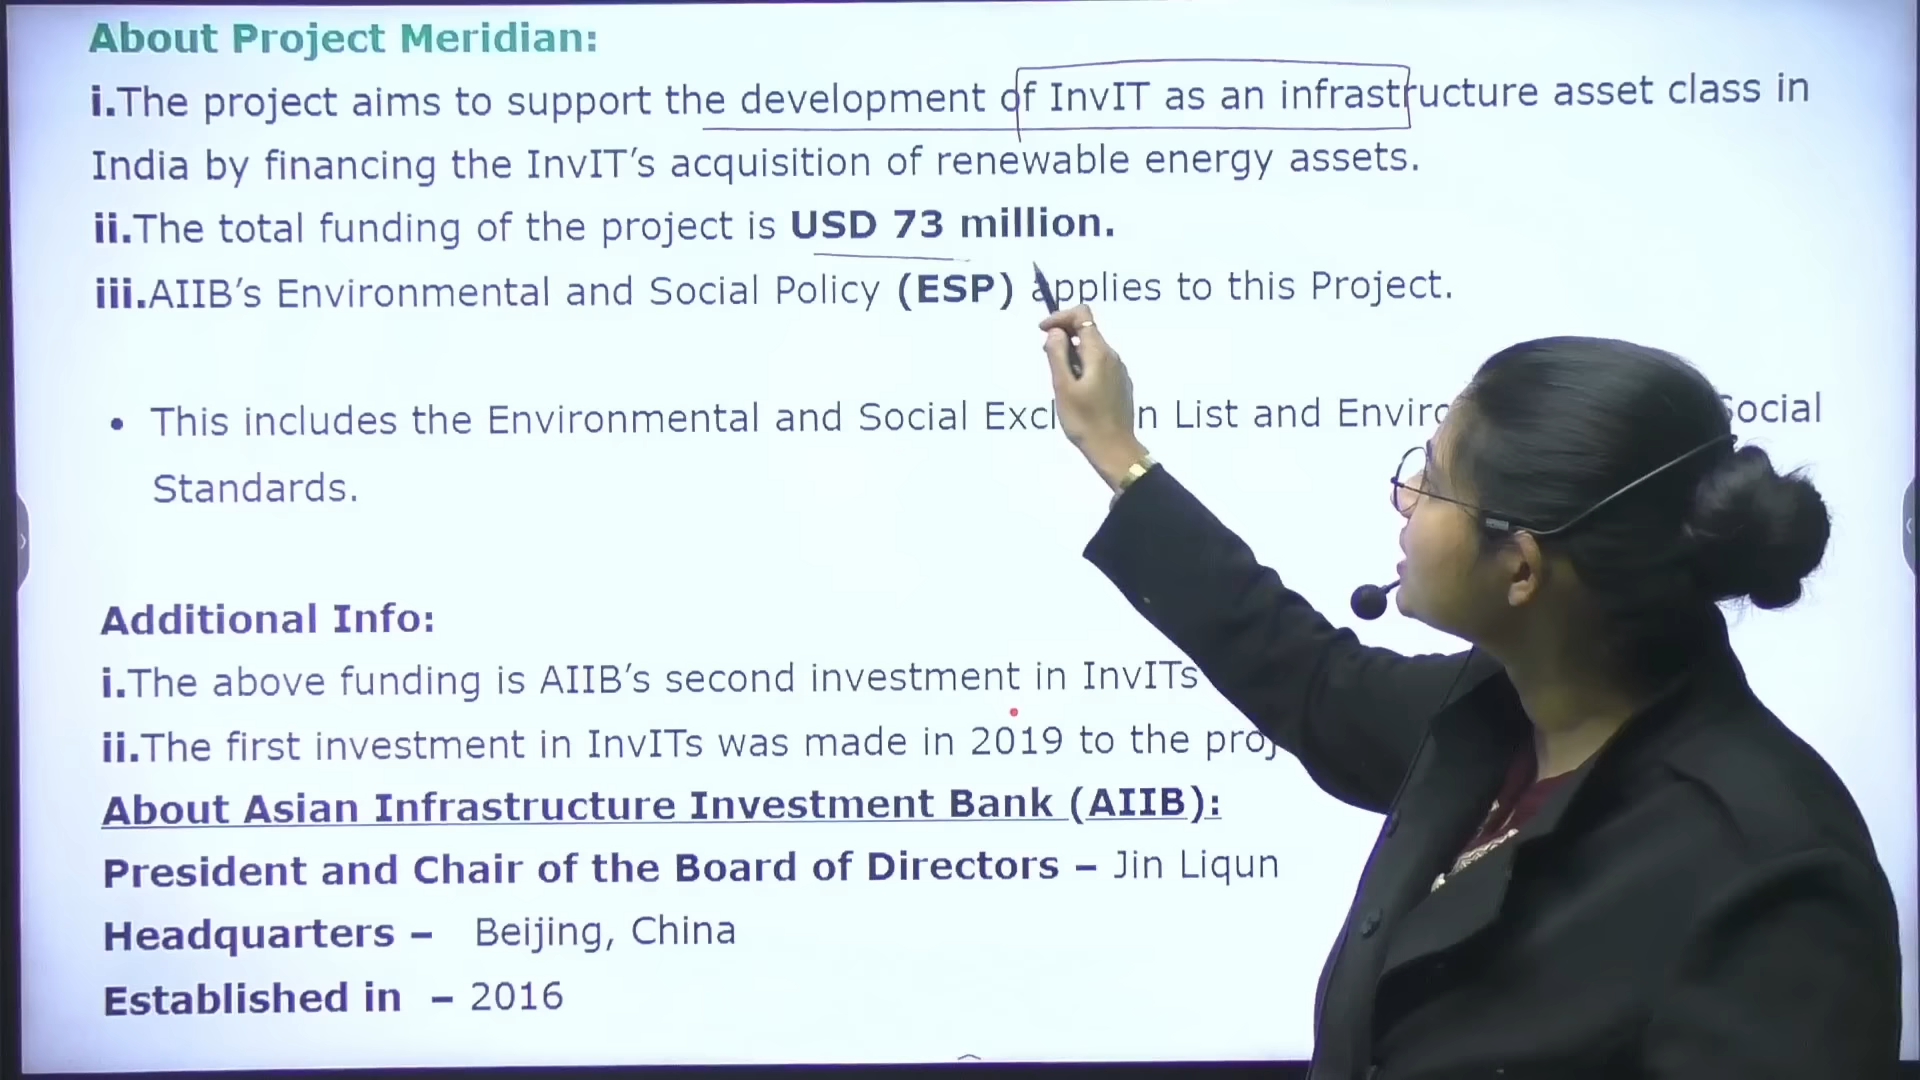 About Project Meridian:
i.The project aims to support the development of InvIT as an infrastructure asset class in
India by financing the InvIT’s acquisition of renewable energy assets.
ii.The total funding of the project is USD 73 million.
iii.AIIB’s Environmental and Social Policy (ESP) applies to this Project.
• This includes the Environmental and Social List and Social
Standards.
Additional Info:
i.The above funding is AIIB’s second investment in InvITs
ii.The first investment in InvITs was made in 2019 to the
About Asian Infrastructure Investment Bank (AIIB):
President and Chair of the Board of Directors – Jin Liqun
Headquarters – Beijing, China
Established in – 2016